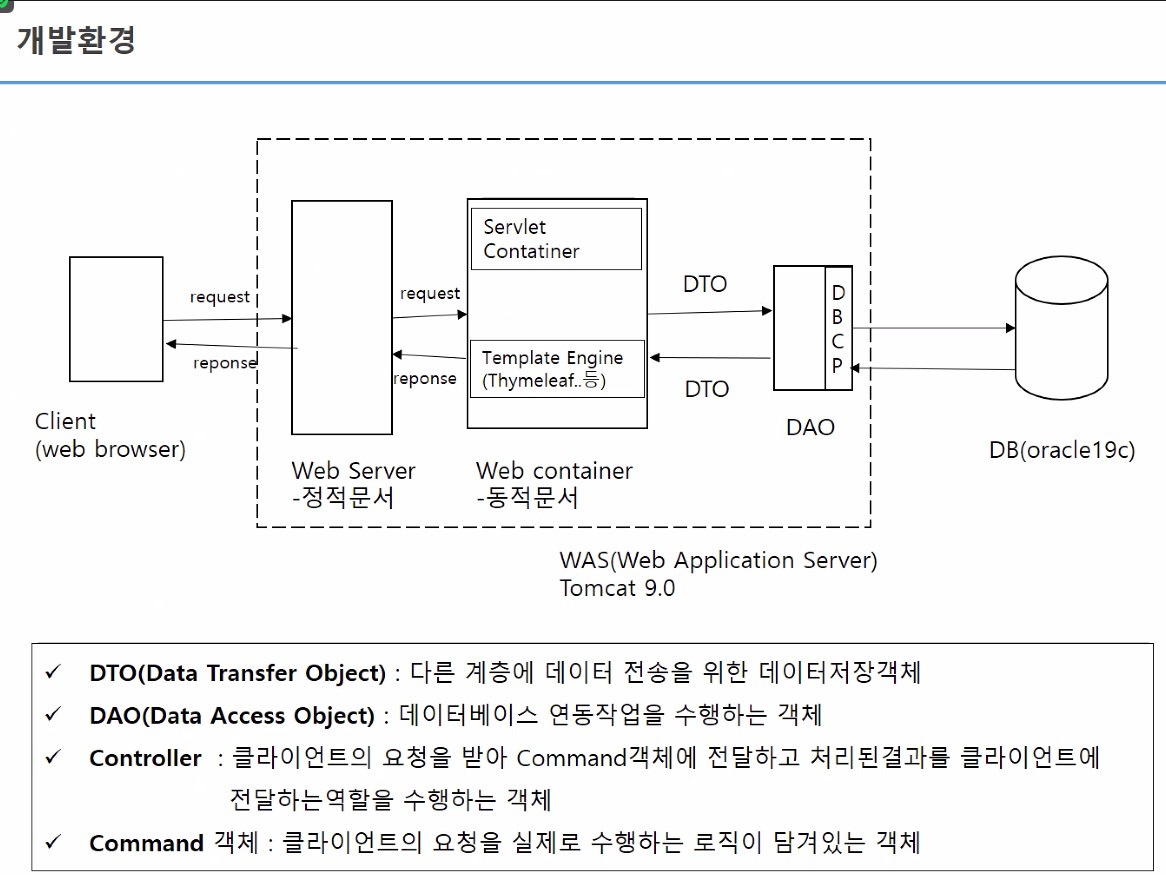 개발환경
Servlet
Contatiner
DTO
request
request
reponse
reponse
Template Engine
(Thymeleaf..등)
DTO
D
B
C
P
DAO
Client
(web browser)
DB(oracle19c)
Web Server
-정적문서
Web container
-동적문서
WAS(Web Application Server)
Tomcat 9.0
✓ DTO(Data Transfer Object) : 다른 계층에 데이터 전송을 위한 데이터저장객체
✓ DAO(Data Access Object) : 데이터베이스 연동작업을 수행하는 객체
✓ Controller : 클라이언트의 요청을 받아 Command객체에 전달하고 처리된결과를 클라이언트에
전달하는역할을 수행하는 객체
✓ Command 객체 : 클라이언트의 요청을 실제로 수행하는 로직이 담겨있는 객체